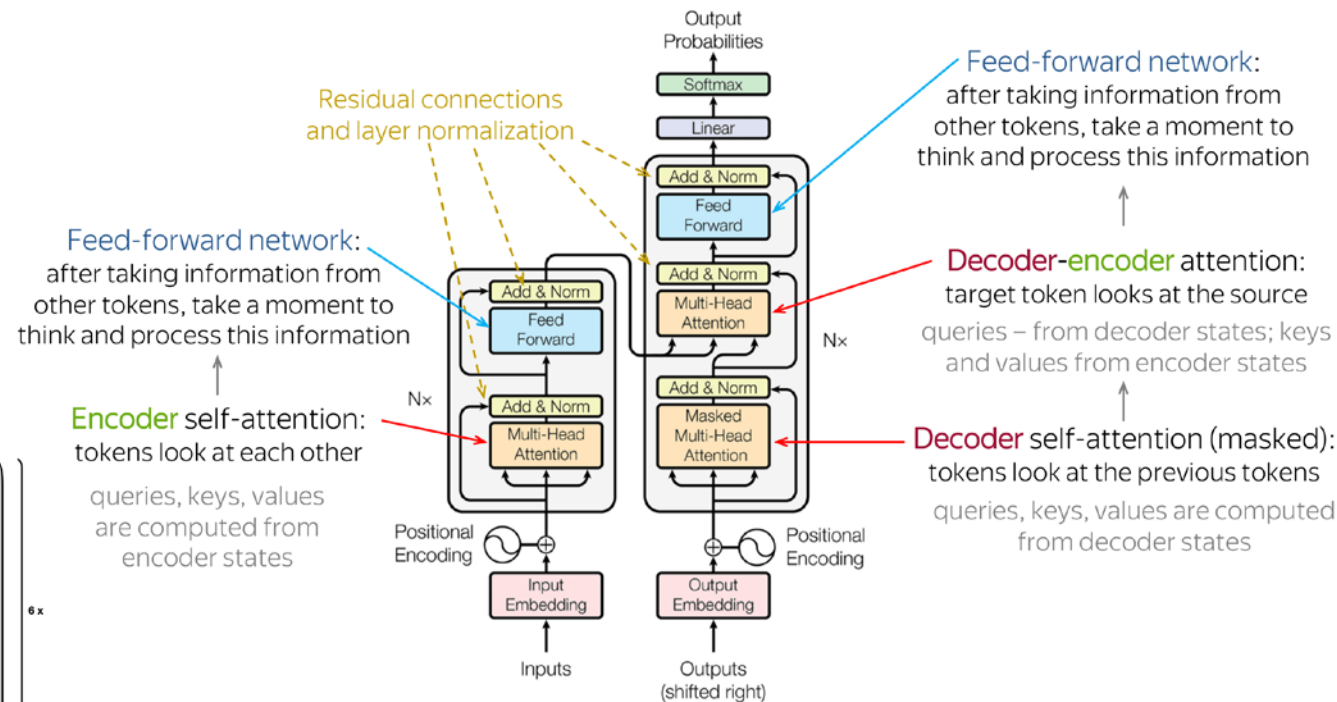 Output
Probabilities
Softmax
Linear
Add & Norm
Feed
Forward
Add & Norm
Multi-Head
Attention
Add & Norm
Masked
Multi-Head
Attention
Nx
Positional
Encoding
Output
Embedding
Outputs
(shifted right)
Residual connections
and layer normalization
Add & Norm
Feed
Forward
Add & Norm
Multi-Head
Attention
Nx
Positional
Encoding
Input
Embedding
Inputs
Feed-forward network:
after taking information from
other tokens, take a moment to
think and process this information
Encoder self-attention:
tokens look at each other
queries, keys, values
are computed from
encoder states
6 x
Feed-forward network:
after taking information from
other tokens, take a moment to
think and process this information
Decoder-encoder attention:
target token looks at the source
queries – from decoder states; keys
and values from encoder states
Decoder self-attention (masked):
tokens look at the previous tokens
queries, keys, values are computed
from decoder states